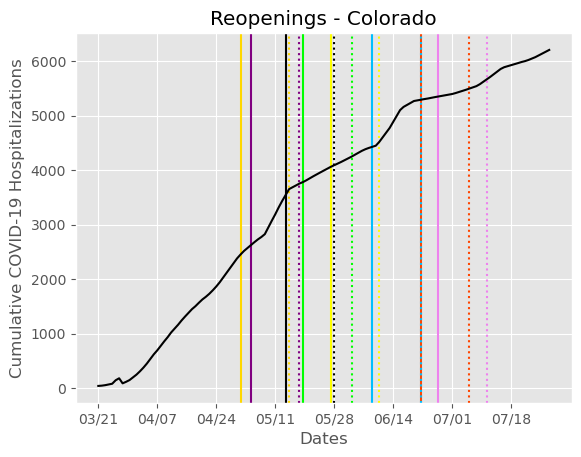 Reopenings - Colorado
Cumulative COVID-19 Hospitalizations
6000
5000
4000
3000
2000
1000
0
03/21 04/07 04/24 05/11 05/28 06/14 07/01 07/18
Dates